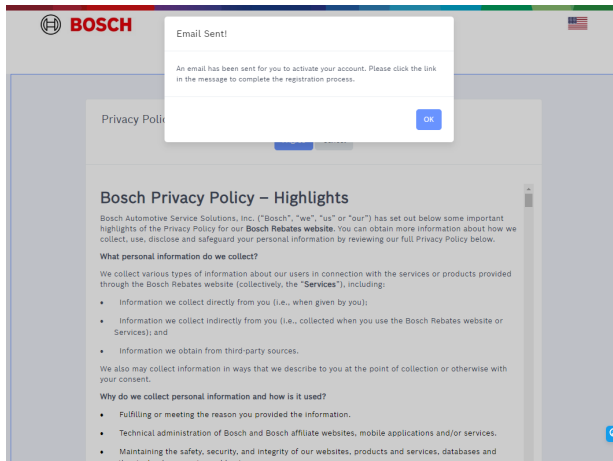 BOSCH
Email Sent!
An email has been sent for you to activate your account. Please click the link
in the message to complete the registration process.
OK
Privacy
Bosch Privacy Policy – Highlights
Bosch Automotive Service Solutions, Inc. ("Bosch", "we", "us" or "our") has set out below some important
highlights of the Privacy Policy for our Bosch Rebates website. You can obtain more information about how we
collect, use, disclose and safeguard your personal information by reviewing our full Privacy Policy below.
What personal information do we collect?
We collect various types of information about our users in connection with the services or products provided
through the Bosch Rebates website (collectively, the "Services"), including:
• Information we collect directly from you (i.e., when given by you);
• Information we collect indirectly from you (i.e., collected when you use the Bosch Rebates website or
Services); and
• Information we obtain from third-party sources.
We also may collect information in ways that we describe to you at the point of collection or otherwise with
your consent.
Why do we collect personal information and how is it used?
• Fulfilling or meeting the reason you provided the information.
• Technical administration of Bosch and Bosch affiliate websites, mobile applications and/or services.
• Maintaining the safety, security, and integrity of our websites, products and services, databases and